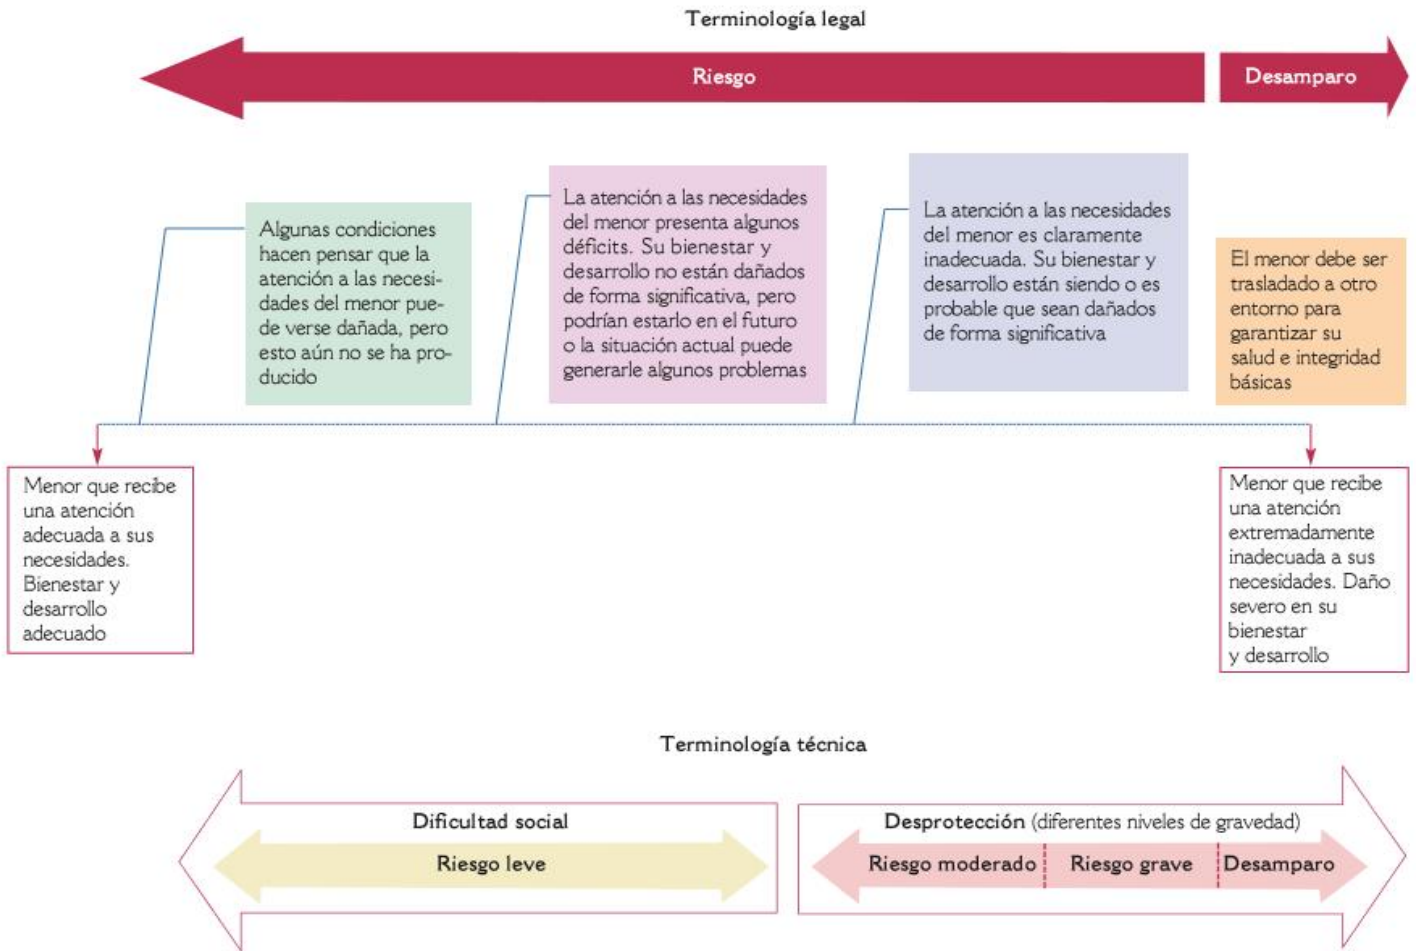 Terminología legal
Riesgo
Desamparo
Algunas condiciones
hacen pensar que la
atención a las necesi-
dades del menor pue-
de verse dañada, pero
esto aún no se ha pro-
ducido
La atención a las necesidades
del menor presenta algunos
déficits. Su bienestar y
desarrollo no están dañados
de forma significativa, pero
podrían estarlo en el futuro
o la situación actual puede
generarle algunos problemas
La atención a las necesidades
del menor es claramente
inadecuada. Su bienestar y
desarrollo están siendo o es
probable que sean dañados
de forma significativa
El menor debe ser
trasladado a otro
entorno para
garantizar su
salud e integridad
básicas
Menor que recibe
una atención
adecuada a sus
necesidades.
Bienestar y
desarrollo
adecuado
Menor que recibe
una atención
extremadamente
inadecuada a sus
necesidades. Daño
severo en su
bienestar
y desarrollo
Terminología técnica
Dificultad social
Riesgo leve
Desprotección (diferentes niveles de gravedad)
Riesgo moderado
Riesgo grave
Desamparo